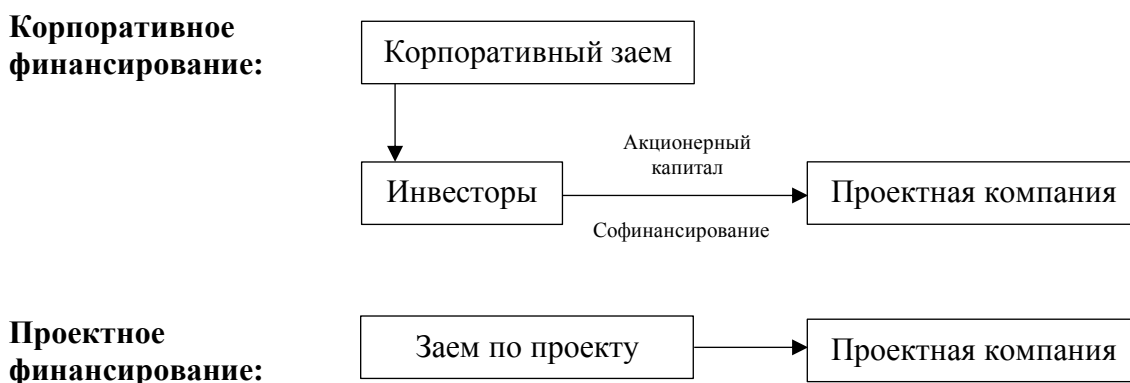 Корпоративное
финансирование:
Корпоративный заем
Акционерный
капитал
Инвесторы
Проектная компания
Софинансирование
Проектное
финансирование:
Заем по проекту
Проектная компания